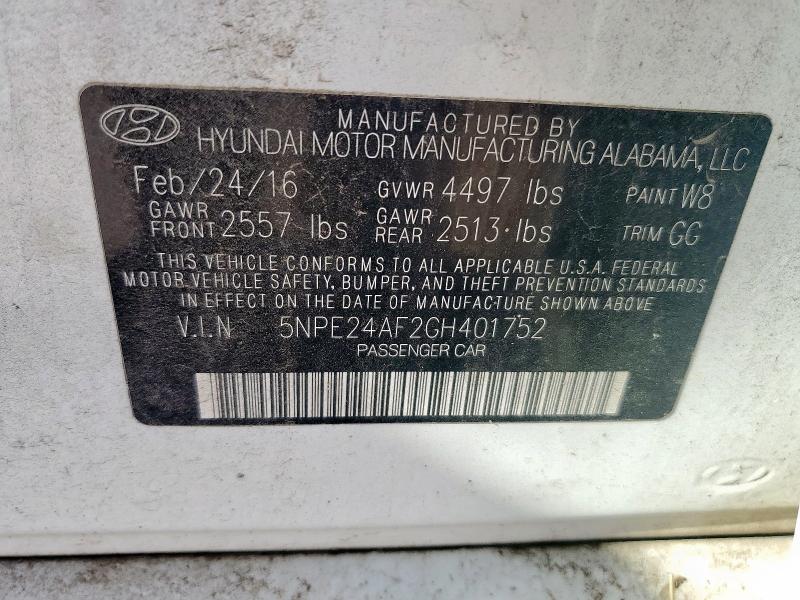 MANUFACTURED BY
HYUNDAI MOTOR MANUFACTURING ALABAMA, LLC
Feb/24/16 GVWR 4497 lbs PAINT W8
GAWR FRONT 2557 lbs GAWR REAR 2513 lbs TRIM GG
THIS VEHICLE CONFORMS TO ALL APPLICABLE U.S.A. FEDERAL
MOTOR VEHICLE SAFETY, BUMPER, AND THEFT PREVENTION STANDARDS
IN EFFECT ON THE DATE OF MANUFACTURE SHOWN ABOVE
V.I.N 5NPE24AF2GH401752
PASSENGER CAR